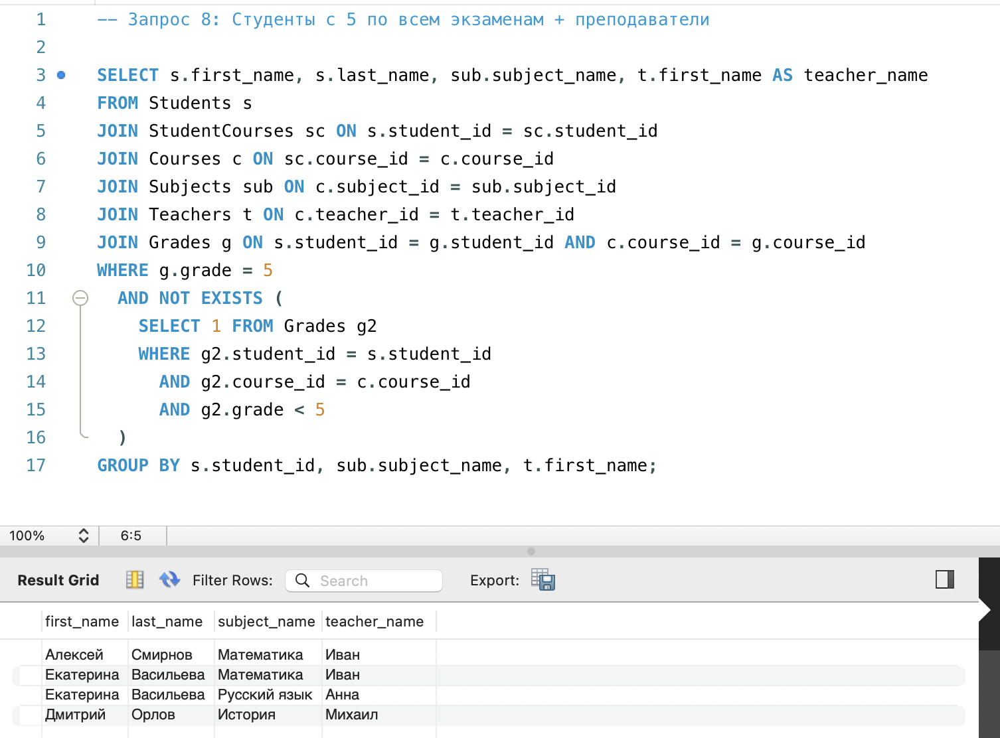 1 -- Запрос 8: Студенты с 5 по всем экзаменам + преподаватели
2
3 SELECT s.first_name, s.last_name, sub.subject_name, t.first_name AS teacher_name
4 FROM Students s
5 JOIN StudentCourses sc ON s.student_id = sc.student_id
6 JOIN Courses c ON sc.course_id = c.course_id
7 JOIN Subjects sub ON c.subject_id = sub.subject_id
8 JOIN Teachers t ON c.teacher_id = t.teacher_id
9 JOIN Grades g ON s.student_id = g.student_id AND c.course_id = g.course_id
10 WHERE g.grade = 5
11 AND NOT EXISTS (
12 SELECT 1 FROM Grades g2
13 WHERE g2.student_id = s.student_id
14 AND g2.course_id = c.course_id
15 AND g2.grade < 5
16 )
17 GROUP BY s.student_id, sub.subject_name, t.first_name;
100% 6:5
Result Grid Filter Rows: Search Export:
first_name last_name subject_name teacher_name
Алексей Смирнов Математика Иван
Екатерина Васильева Математика Иван
Екатерина Васильева Русский язык Анна
Дмитрий Орлов История Михаил